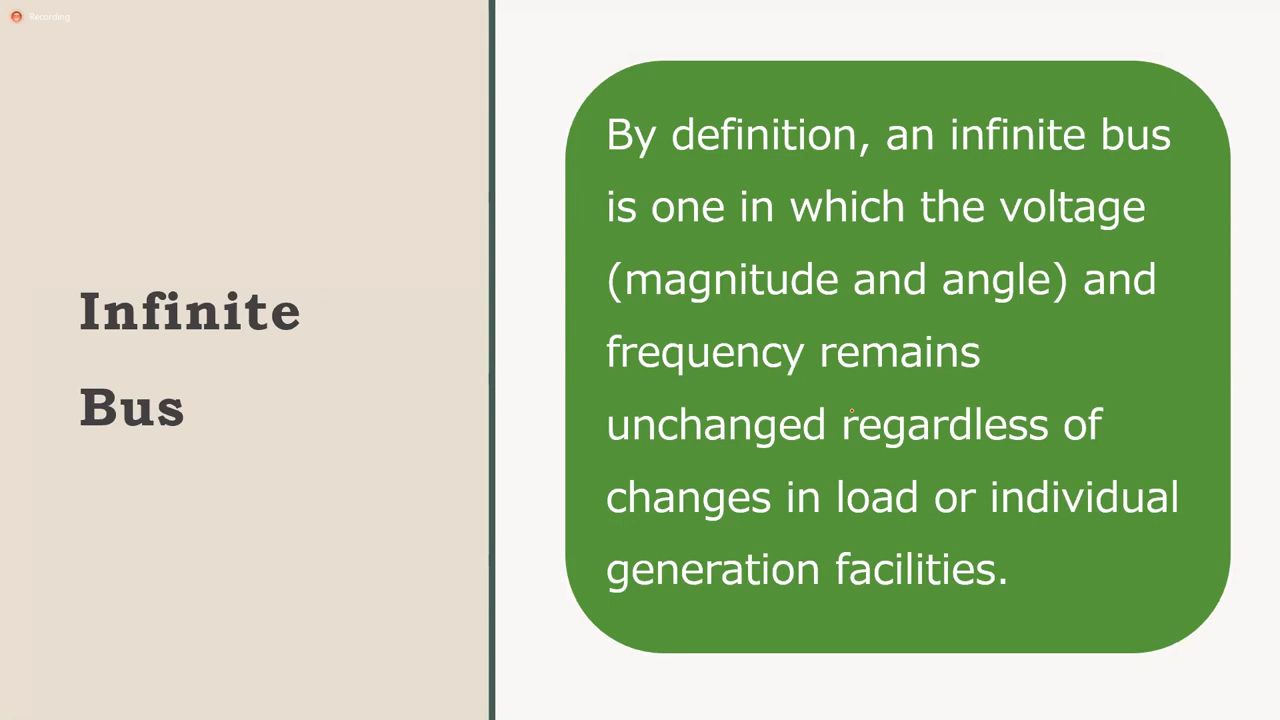 Recording
Infinite
Bus
By definition, an infinite bus
is one in which the voltage
(magnitude and angle) and
frequency remains
unchanged regardless of
changes in load or individual
generation facilities.